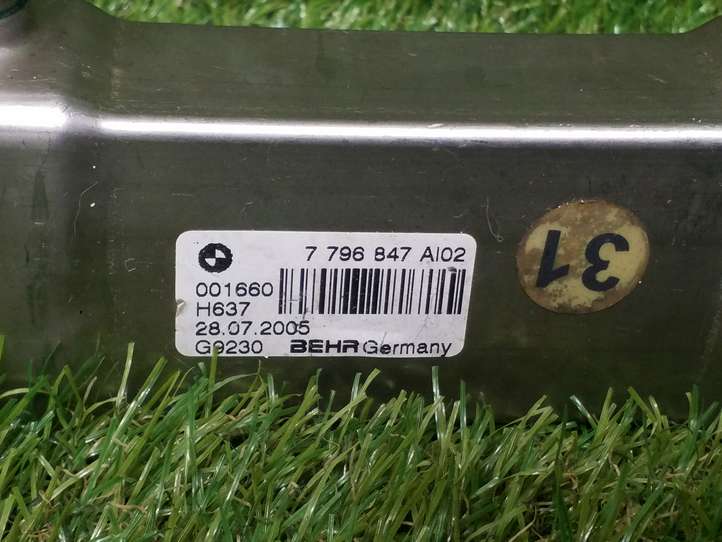 7 796 847 AI02
001660
H637
28.07.2005
G9230 BEHR Germany
31